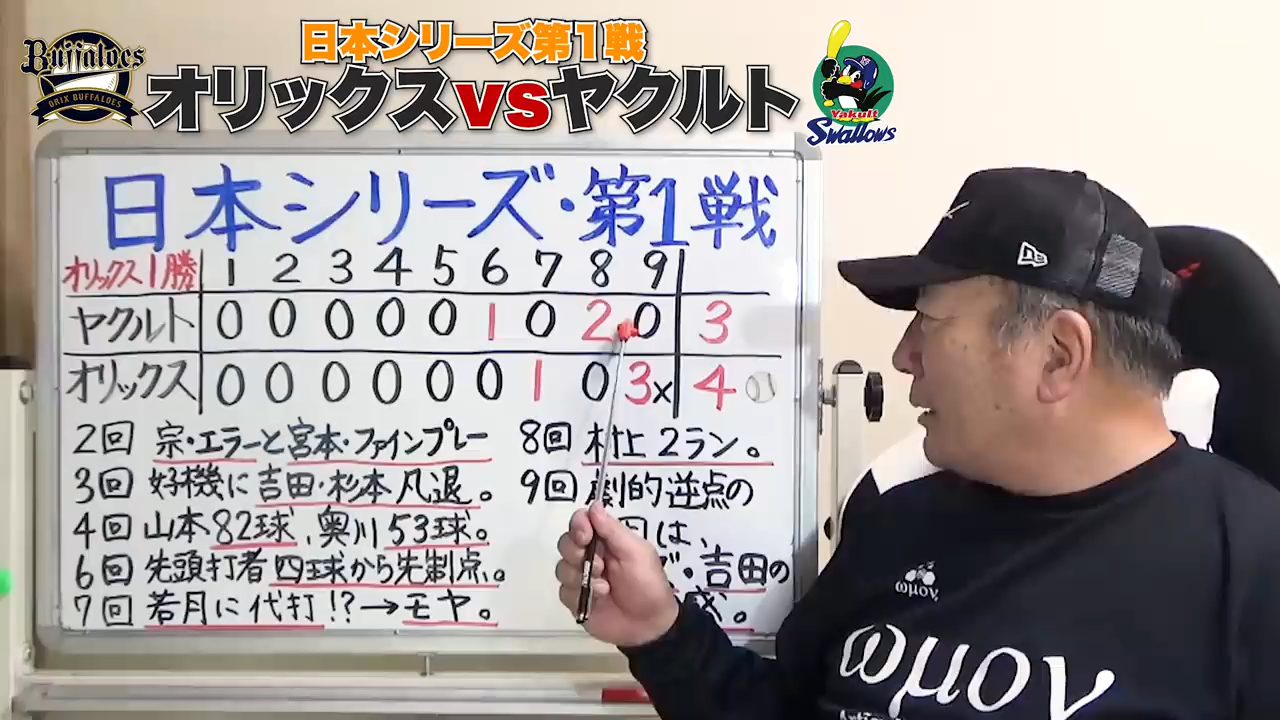 日本シリーズ第1戦
Buffaloes
ORIX BUFFALOES
オリックスvsヤクルト
Yakult
Swallows
日本シリーズ・第1戦
オリックス1勝 1 2 3 4 5 6 7 8 9
ヤクルト 0 0 0 0 0 1 0 2 0 3
オリックス 0 0 0 0 0 0 1 0 3x 4
2回 宗・エラーと宮本・ファインプレー
3回 好機に吉田・杉本凡退。
4回 山本82球、奥川53球。
6回 先頭打者四球から先制点。
7回 若月に代打!?→モヤ。
8回 村上2ラン。
9回 劇的逆点の
回は、
・吉田の
。
ωμον
ωμον